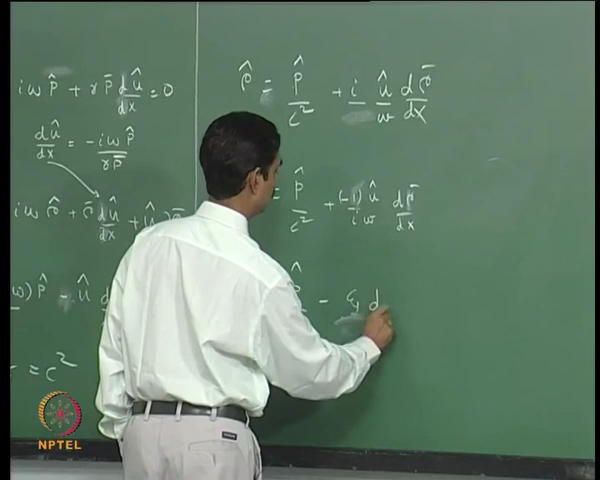 iω p̂ + γ p̄ dû/dx = 0
dû/dx = -iω p̂/γ p̄
iω ρ̂ + ρ̄ dû/dx + û
ω) p̂ - û d
= c²
ρ̂ = p̂/c² + i û/ω dρ̄/dx
= p̂/c² + (-1) û/iω dρ̄/dx
p̂ - ξ d
NPTEL